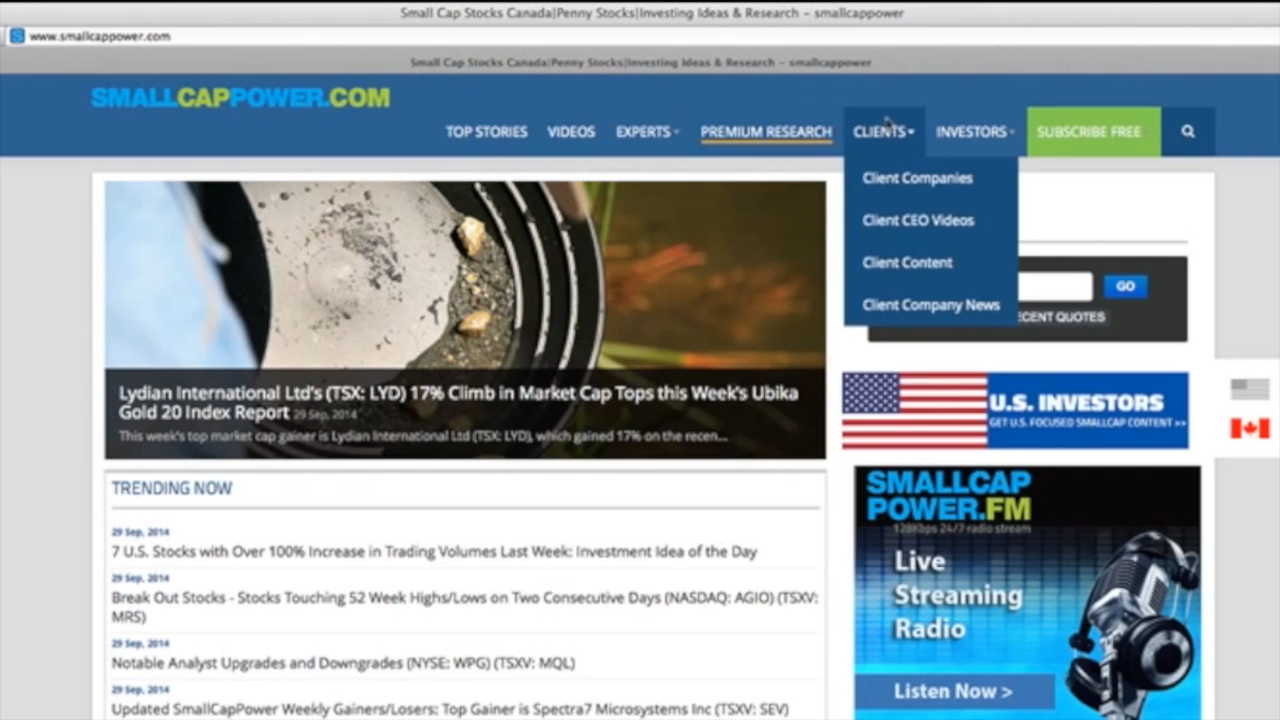 Small Cap Stocks Canada|Penny Stocks|Investing Ideas & Research – smallcappower
www.smallcappower.com
Small Cap Stocks Canada|Penny Stocks|Investing Ideas & Research – smallcappower
SMALLCAPPOWER.COM
TOP STORIES VIDEOS EXPERTS PREMIUM RESEARCH CLIENTS INVESTORS SUBSCRIBE FREE
Client Companies
Client CEO Videos
Client Content
Client Company News
GO
QUOTES
Lydian International Ltd's (TSX: LYD) 17% Climb in Market Cap Tops this Week's Ubika
Gold 20 Index Report 29 Sep, 2014
This week's top market cap gainer is Lydian International Ltd (TSX: LYD), which gained 17% on the recen...
U.S. INVESTORS
GET U.S. FOCUSED SMALLCAP CONTENT >>
TRENDING NOW
29 Sep, 2014
7 U.S. Stocks with Over 100% Increase in Trading Volumes Last Week: Investment Idea of the Day
29 Sep, 2014
Break Out Stocks - Stocks Touching 52 Week Highs/Lows on Two Consecutive Days (NASDAQ: AGIO) (TSXV:
MRS)
29 Sep, 2014
Notable Analyst Upgrades and Downgrades (NYSE: WPG) (TSXV: MQL)
29 Sep, 2014
Updated SmallCapPower Weekly Gainers/Losers: Top Gainer is Spectra7 Microsystems Inc (TSXV: SEV)
SMALLCAP
POWER.FM
128Kbps 24/7 radio stream
Live
Streaming
Radio
Listen Now >